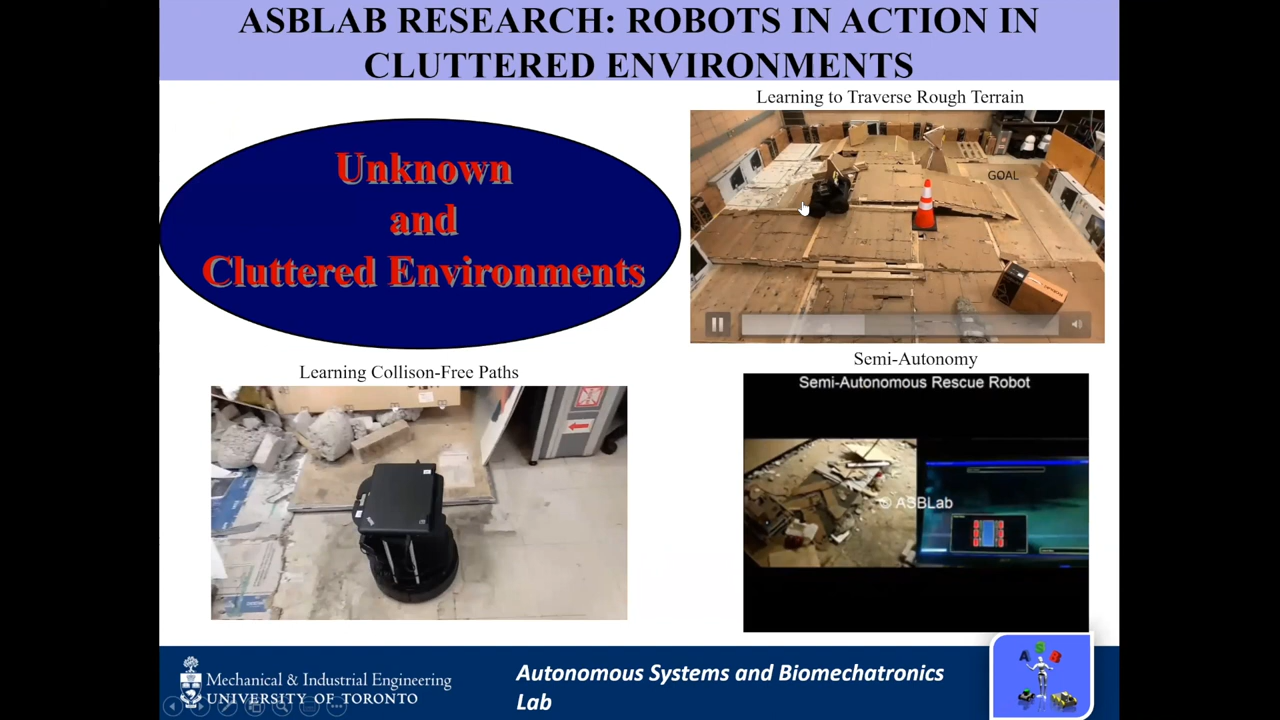 ASBLAB RESEARCH: ROBOTS IN ACTION IN
CLUTTERED ENVIRONMENTS
Unknown
and
Cluttered Environments
Learning to Traverse Rough Terrain
GOAL
Learning Collison-Free Paths
Semi-Autonomy
Semi-Autonomous Rescue Robot
© ASBLab
Mechanical & Industrial Engineering
UNIVERSITY OF TORONTO
Autonomous Systems and Biomechatronics
Lab
A S B